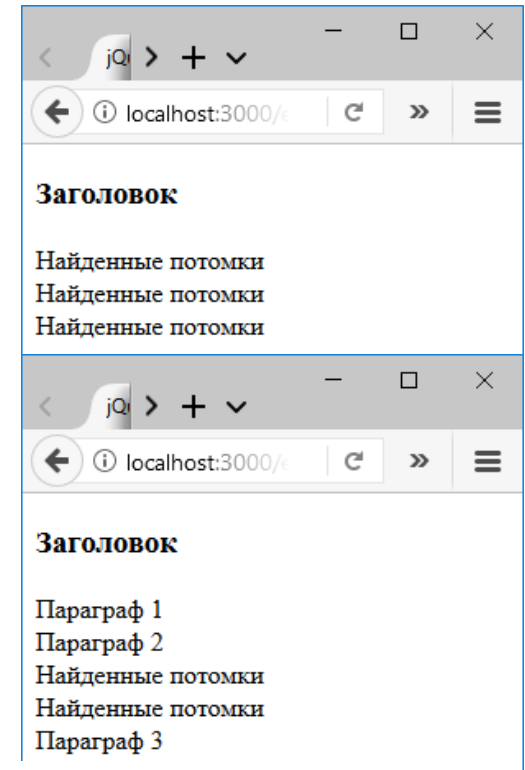 jQ
localhost:3000/e
Заголовок
Найденные потомки
Найденные потомки
Найденные потомки
jQ
localhost:3000/e
Заголовок
Параграф 1
Параграф 2
Найденные потомки
Найденные потомки
Параграф 3